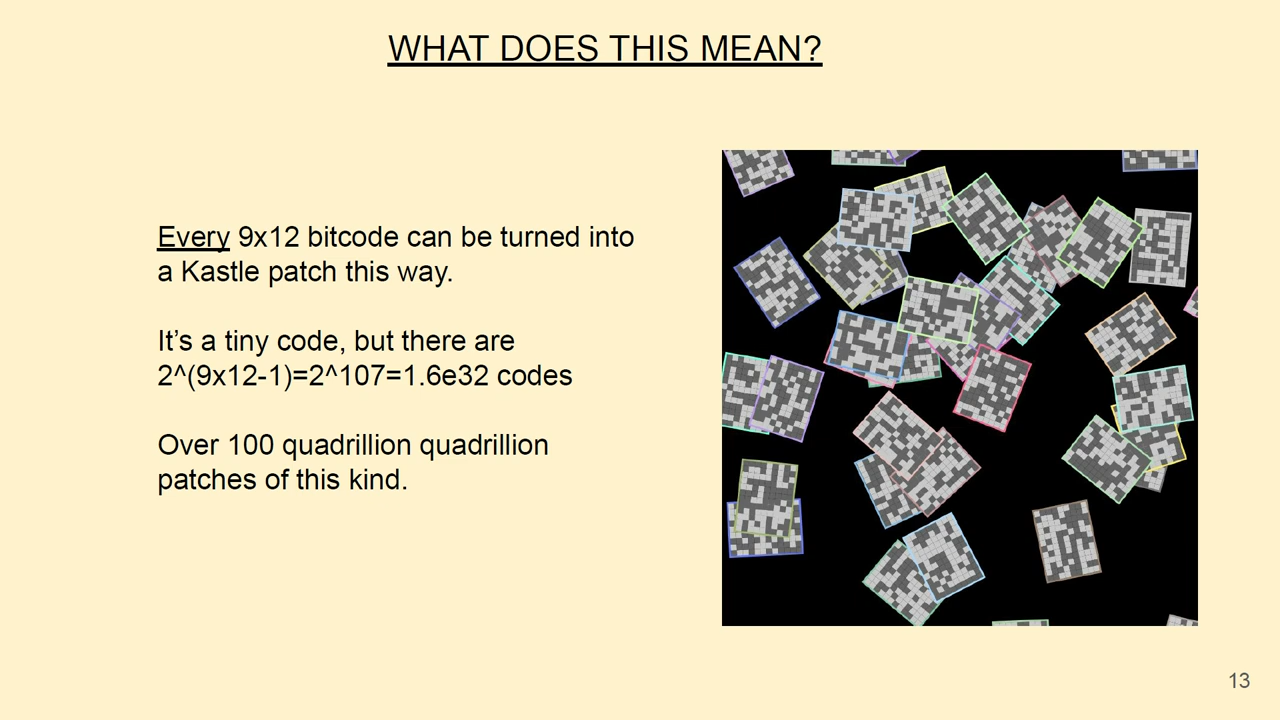 WHAT DOES THIS MEAN?
Every 9x12 bitcode can be turned into
a Kastle patch this way.
It’s a tiny code, but there are
2^(9x12-1)=2^107=1.6e32 codes
Over 100 quadrillion quadrillion
patches of this kind.
13